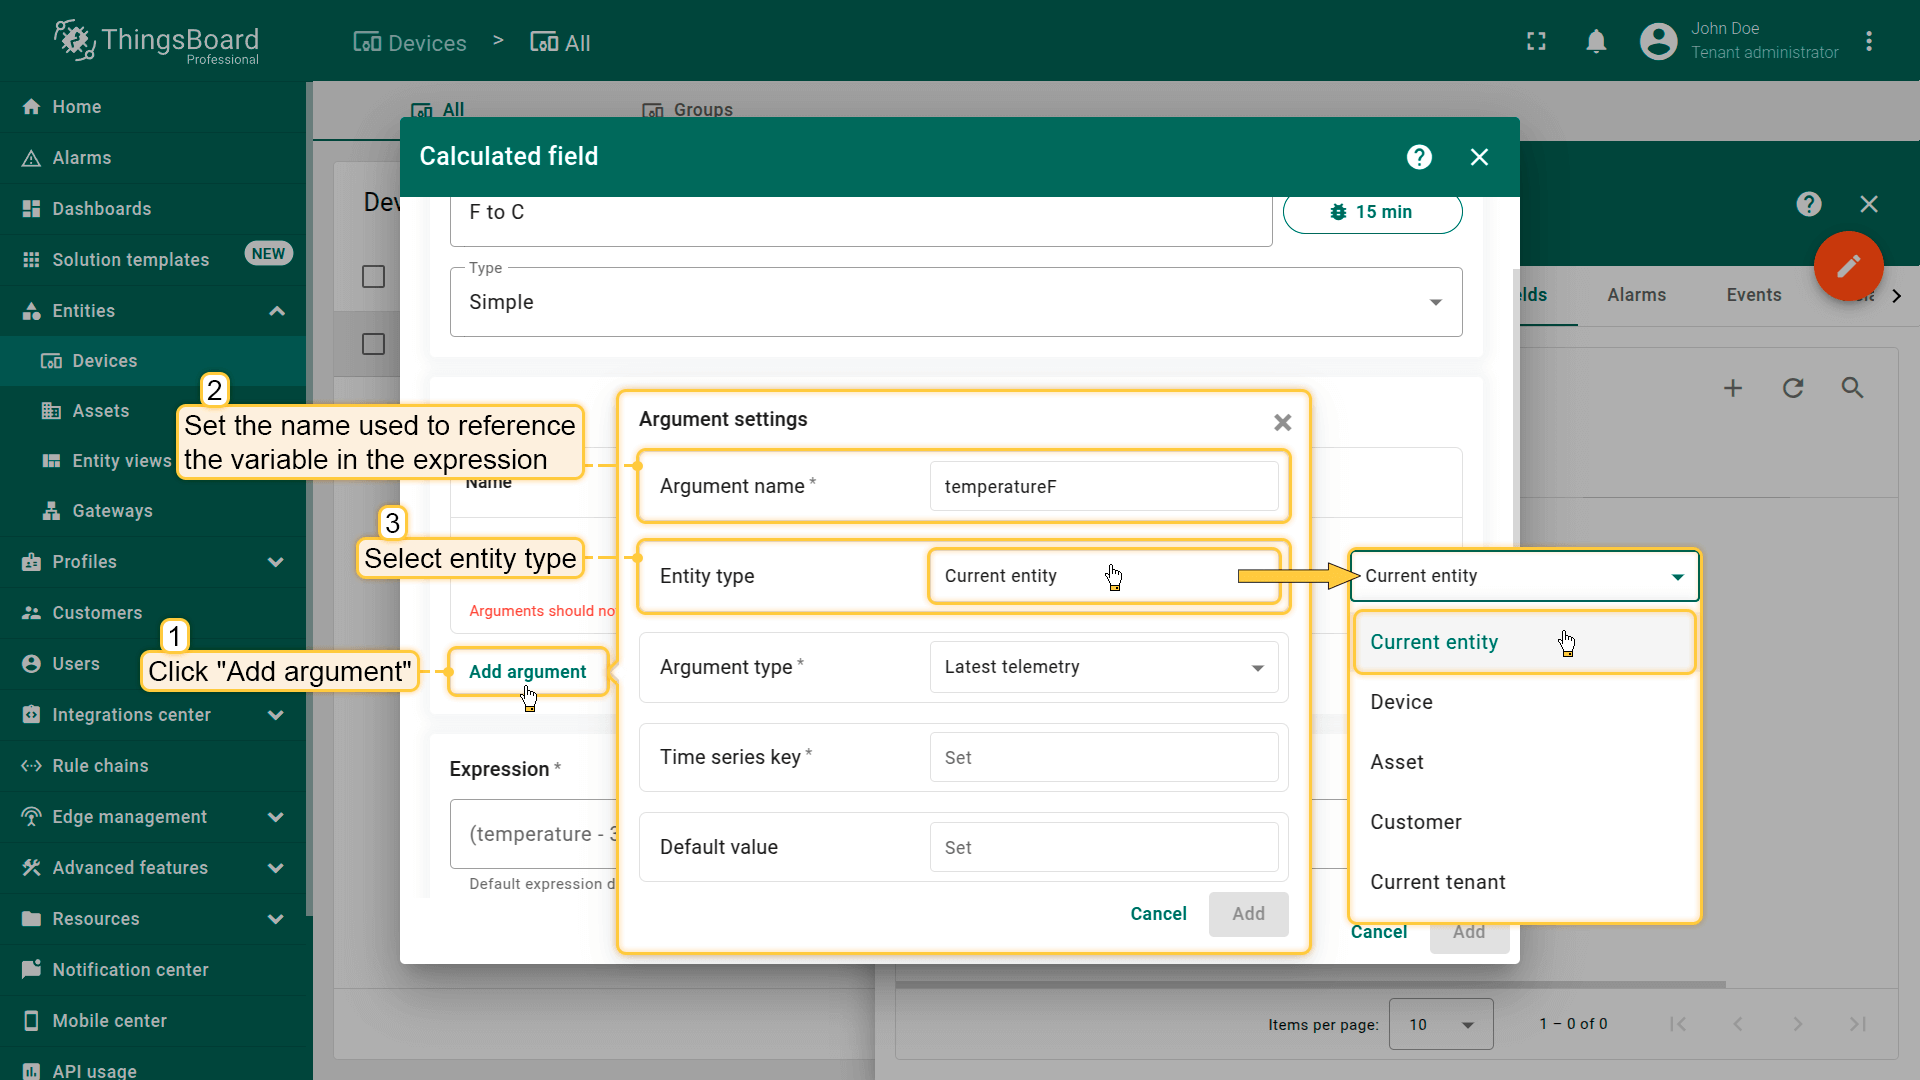 ThingsBoard
Professional
Devices > All
John Doe
Tenant administrator
Home
Alarms
Dashboards
Solution templates NEW
Entities
Devices
Assets
Entity views
Gateways
Profiles
Customers
Users
Integrations center
Rule chains
Edge management
Advanced features
Resources
Notification center
Mobile center
API usage
All
Groups
Calculated field
F to C
15 min
Type
Simple
Name
Arguments should no
Add argument
Expression *
(temperature - 3
Default expression d
2
Set the name used to reference
the variable in the expression
3
Select entity type
1
Click "Add argument"
Argument settings
Argument name *
temperatureF
Entity type
Current entity
Argument type *
Latest telemetry
Time series key *
Set
Default value
Set
Cancel
Add
Current entity
Current entity
Device
Asset
Customer
Current tenant
Cancel
Add
Alarms
Events
Items per page:
10
1 – 0 of 0